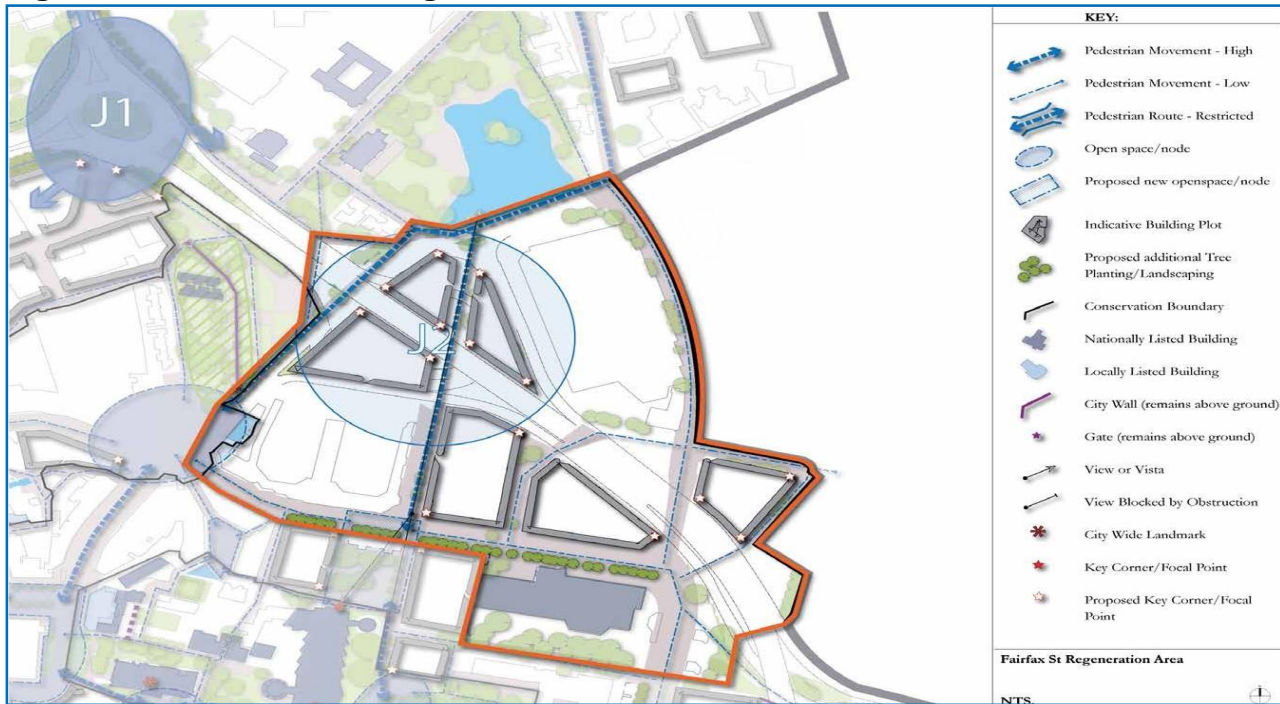 J1
J2
KEY:
Pedestrian Movement - High
Pedestrian Movement - Low
Pedestrian Route - Restricted
Open space/node
Proposed new openspace/node
Indicative Building Plot
Proposed additional Tree
Planting/Landscaping
Conservation Boundary
Nationally Listed Building
Locally Listed Building
City Wall (remains above ground)
Gate (remains above ground)
View or Vista
View Blocked by Obstruction
City Wide Landmark
Key Corner/Focal Point
Proposed Key Corner/Focal
Point
Fairfax St Regeneration Area
NTS.